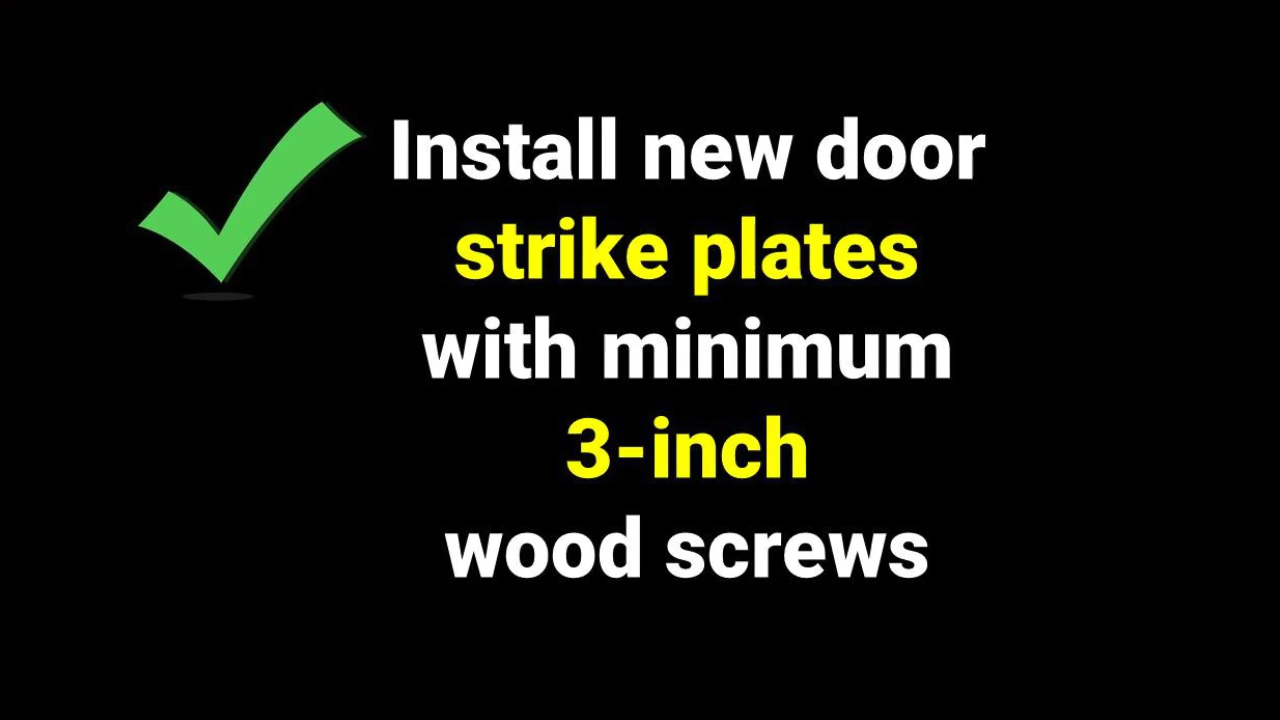 Install new door
strike plates
with minimum
3-inch
wood screws